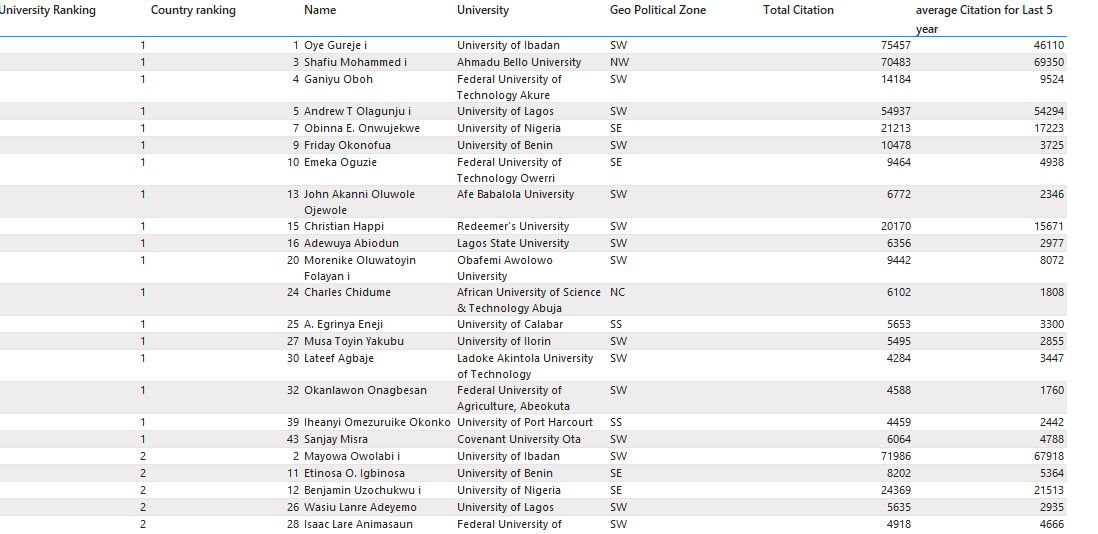 University Ranking Country ranking Name University Geo Political Zone Total Citation average Citation for Last 5
year
1 1 Oye Gureje i University of Ibadan SW 75457 46110
1 3 Shafiu Mohammed i Ahmadu Bello University NW 70483 69350
1 4 Ganiyu Oboh Federal University of SW 14184 9524
Technology Akure
1 5 Andrew T Olagunju i University of Lagos SW 54937 54294
1 7 Obinna E. Onwujekwe University of Nigeria SE 21213 17223
1 9 Friday Okonofua University of Benin SW 10478 3725
1 10 Emeka Oguzie Federal University of SE 9464 4938
Technology Owerri
1 13 John Akanni Oluwole Afe Babalola University SW 6772 2346
Ojewole
1 15 Christian Happi Redeemer's University SW 20170 15671
1 16 Adewuya Abiodun Lagos State University SW 6356 2977
1 20 Morenike Oluwatoyin Obafemi Awolowo SW 9442 8072
Folayan i University
1 24 Charles Chidume African University of Science NC 6102 1808
& Technology Abuja
1 25 A. Egrinya Eneji University of Calabar SS 5653 3300
1 27 Musa Toyin Yakubu University of Ilorin SW 5495 2855
1 30 Lateef Agbaje Ladoke Akintola University SW 4284 3447
of Technology
1 32 Okanlawon Onagbesan Federal University of SW 4588 1760
Agriculture, Abeokuta
1 39 Iheanyi Omezuruike Okonko University of Port Harcourt SS 4459 2442
1 43 Sanjay Misra Covenant University Ota SW 6064 4788
2 2 Mayowa Owolabi i University of Ibadan SW 71986 67918
2 11 Etinosa O. Igbinosa University of Benin SE 8202 5364
2 12 Benjamin Uzochukwu i University of Nigeria SE 24369 21513
2 26 Wasiu Lanre Adeyemo University of Lagos SW 5635 2935
2 28 Isaac Lare Animasaun Federal University of SW 4918 4666